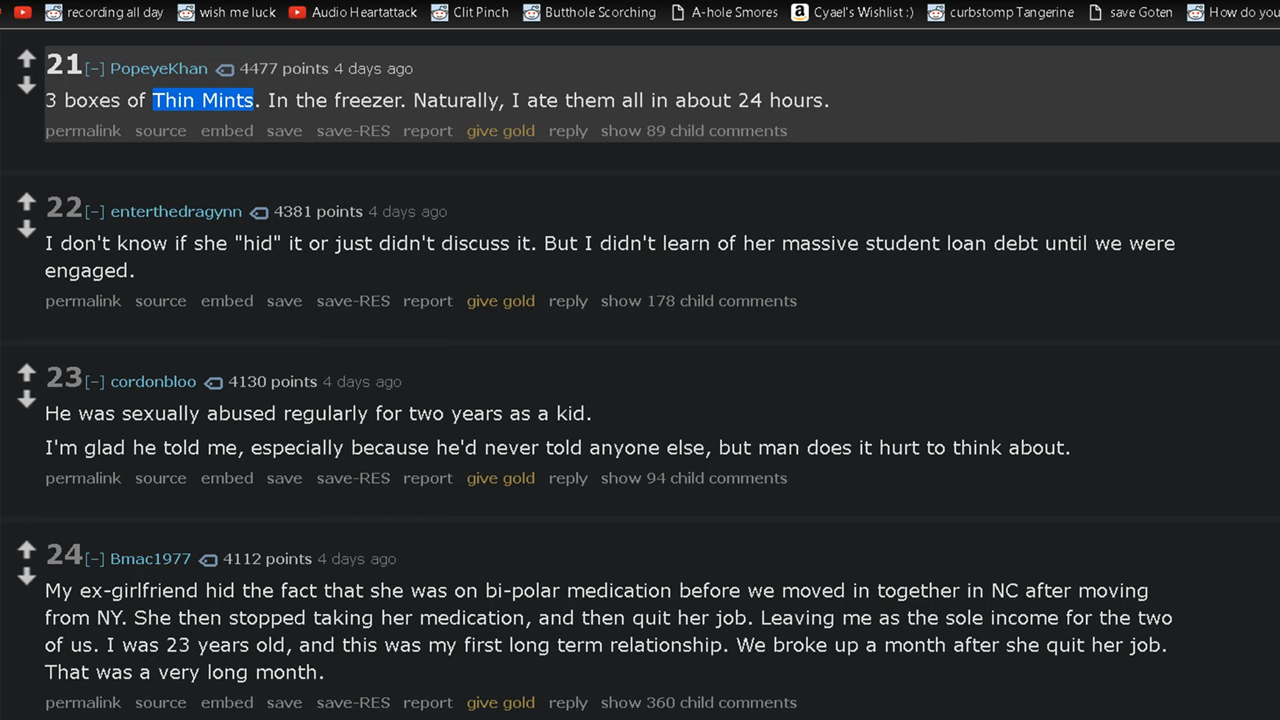 recording all day wish me luck Audio Heartattack Clit Pinch Butthole Scorching A-hole Smores Cyael's Wishlist :) curbstomp Tangerine save Goten How do you
21 [–] PopeyeKhan 4477 points 4 days ago
3 boxes of Thin Mints. In the freezer. Naturally, I ate them all in about 24 hours.
permalink source embed save save-RES report give gold reply show 89 child comments
22 [–] enterthedragynn 4381 points 4 days ago
I don't know if she "hid" it or just didn't discuss it. But I didn't learn of her massive student loan debt until we were
engaged.
permalink source embed save save-RES report give gold reply show 178 child comments
23 [–] cordonbloo 4130 points 4 days ago
He was sexually abused regularly for two years as a kid.
I'm glad he told me, especially because he'd never told anyone else, but man does it hurt to think about.
permalink source embed save save-RES report give gold reply show 94 child comments
24 [–] Bmac1977 4112 points 4 days ago
My ex-girlfriend hid the fact that she was on bi-polar medication before we moved in together in NC after moving
from NY. She then stopped taking her medication, and then quit her job. Leaving me as the sole income for the two
of us. I was 23 years old, and this was my first long term relationship. We broke up a month after she quit her job.
That was a very long month.
permalink source embed save save-RES report give gold reply show 360 child comments